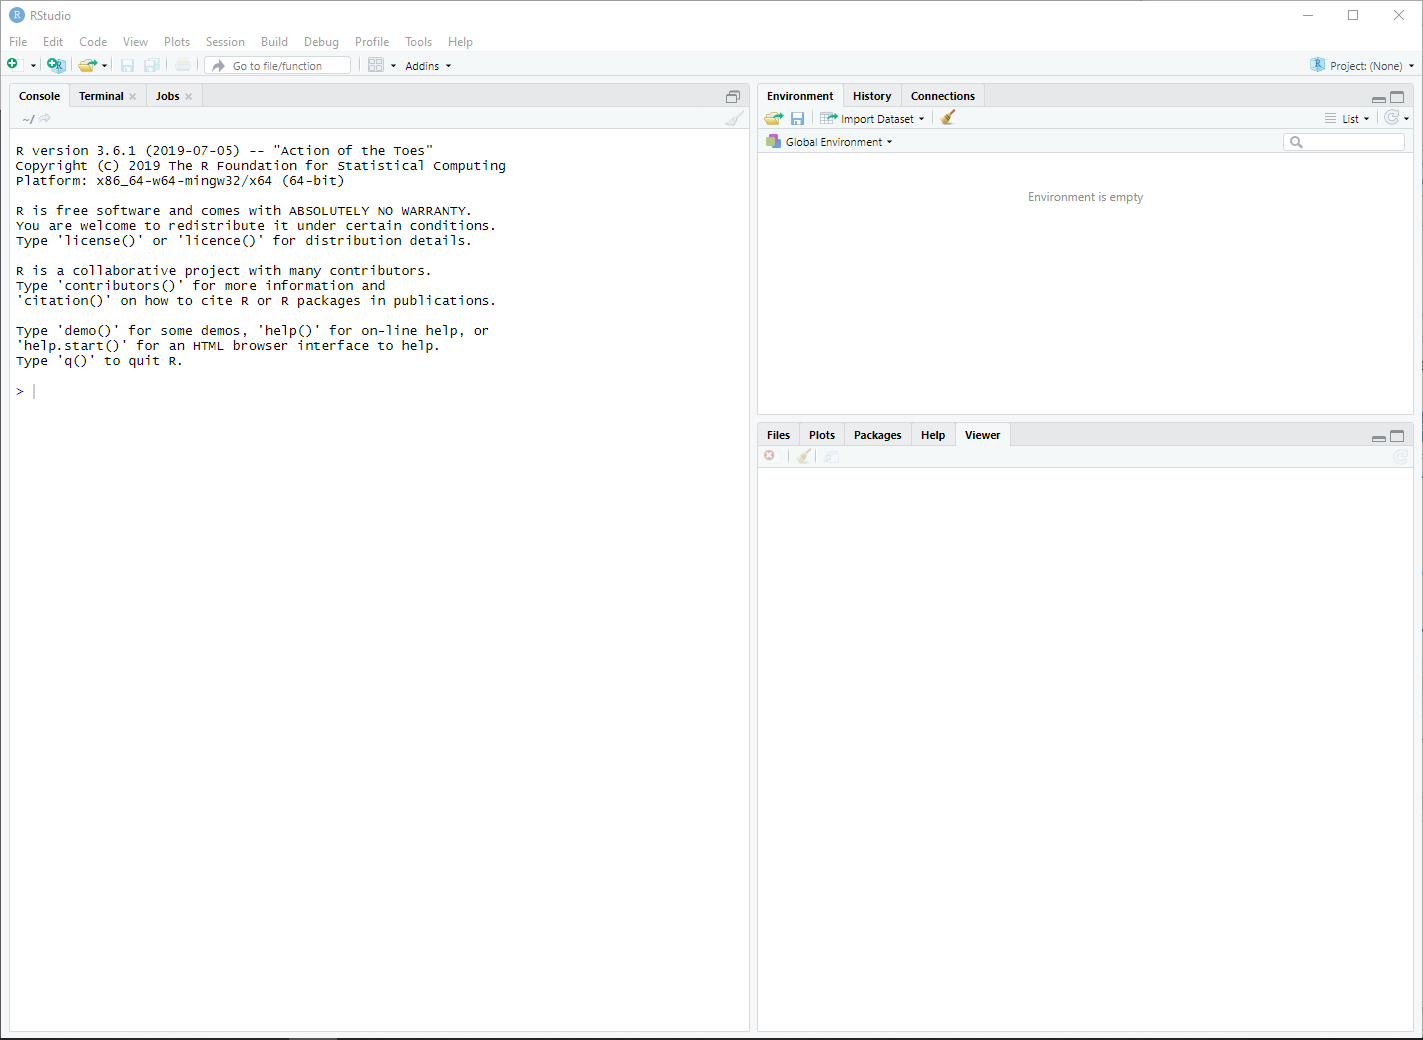 RStudio
File Edit Code View Plots Session Build Debug Profile Tools Help
Go to file/function Addins Project: (None)
Console Terminal Jobs
~/
R version 3.6.1 (2019-07-05) -- "Action of the Toes"
Copyright (C) 2019 The R Foundation for Statistical Computing
Platform: x86_64-w64-mingw32/x64 (64-bit)
R is free software and comes with ABSOLUTELY NO WARRANTY.
You are welcome to redistribute it under certain conditions.
Type 'license()' or 'licence()' for distribution details.
R is a collaborative project with many contributors.
Type 'contributors()' for more information and
'citation()' on how to cite R or R packages in publications.
Type 'demo()' for some demos, 'help()' for on-line help, or
'help.start()' for an HTML browser interface to help.
Type 'q()' to quit R.
>
Environment History Connections
Import Dataset List
Global Environment
Environment is empty
Files Plots Packages Help Viewer